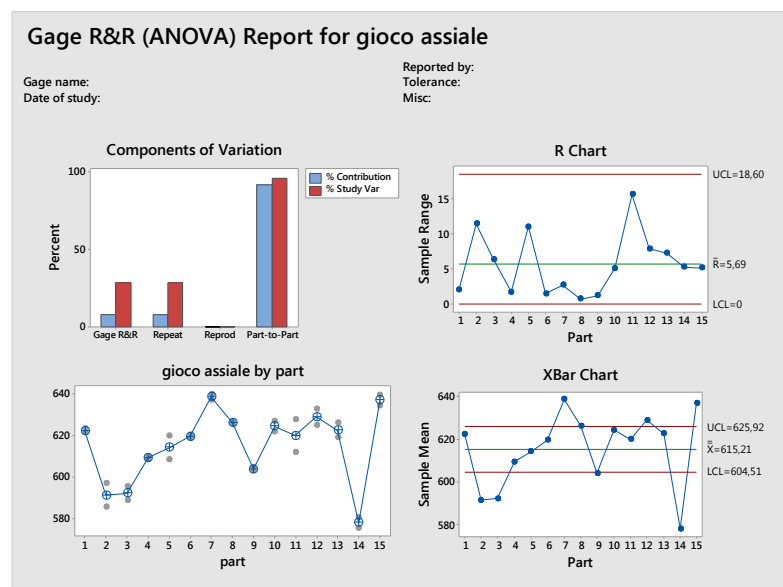 Gage R&R (ANOVA) Report for gioco assiale
Gage name:
Date of study:
Reported by:
Tolerance:
Misc:
Components of Variation
100
50
0
Percent
Gage R&R Repeat Reprod Part-to-Part
% Contribution
% Study Var
R Chart
15
10
5
0
Sample Range
1 2 3 4 5 6 7 8 9 10 11 12 13 14 15
Part
UCL=18,60
R=5,69
LCL=0
gioco assiale by part
640
620
600
580
1 2 3 4 5 6 7 8 9 10 11 12 13 14 15
part
XBar Chart
640
620
600
580
Sample Mean
1 2 3 4 5 6 7 8 9 10 11 12 13 14 15
Part
UCL=625,92
X=615,21
LCL=604,51